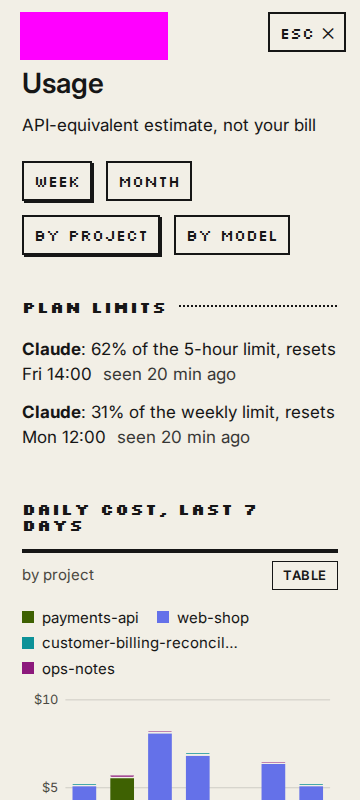 ESC ×
Usage
API-equivalent estimate, not your bill
WEEK MONTH
BY PROJECT BY MODEL
PLAN LIMITS
Claude: 62% of the 5-hour limit, resets
Fri 14:00 seen 20 min ago
Claude: 31% of the weekly limit, resets
Mon 12:00 seen 20 min ago
DAILY COST, LAST 7
DAYS
by project TABLE
payments-api web-shop
customer-billing-reconcil...
ops-notes
$10
$5